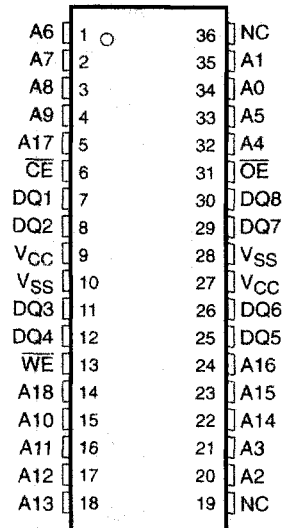 A6 1 36 NC
A7 2 35 A1
A8 3 34 A0
A9 4 33 A5
A17 5 32 A4
C̅E̅ 6 31 O̅E̅
DQ1 7 30 DQ8
DQ2 8 29 DQ7
VCC 9 28 VSS
VSS 10 27 VCC
DQ3 11 26 DQ6
DQ4 12 25 DQ5
W̅E̅ 13 24 A16
A18 14 23 A15
A10 15 22 A14
A11 16 21 A3
A12 17 20 A2
A13 18 19 NC